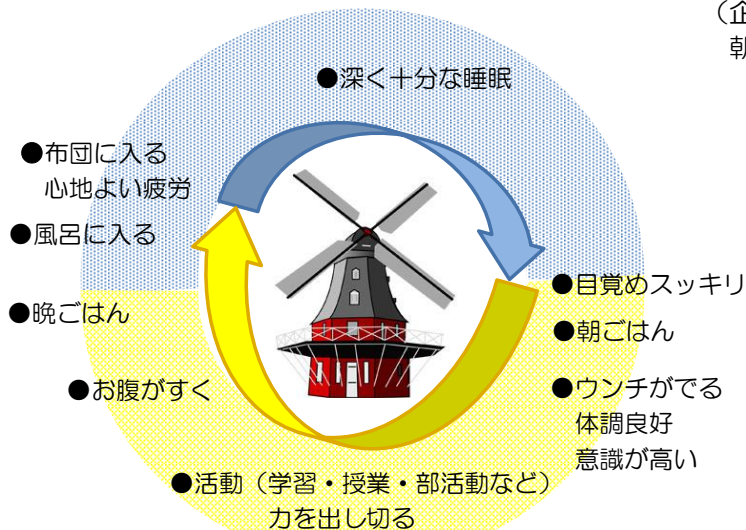 （企
朝
●深く十分な睡眠
●布団に入る
心地よい疲労
●風呂に入る
●目覚めスッキリ
●晩ごはん
●朝ごはん
●お腹がすく
●ウンチがでる
体調良好
意識が高い
●活動（学習・授業・部活動など）
力を出し切る